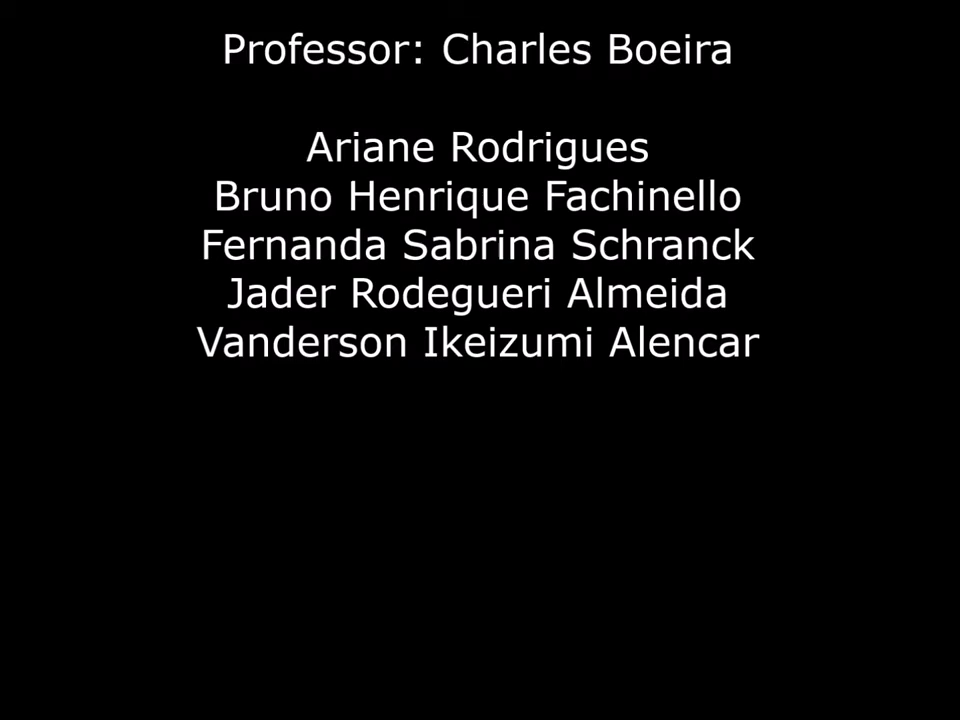 Professor: Charles Boeira
Ariane Rodrigues
Bruno Henrique Fachinello
Fernanda Sabrina Schranck
Jader Rodegueri Almeida
Vanderson Ikeizumi Alencar